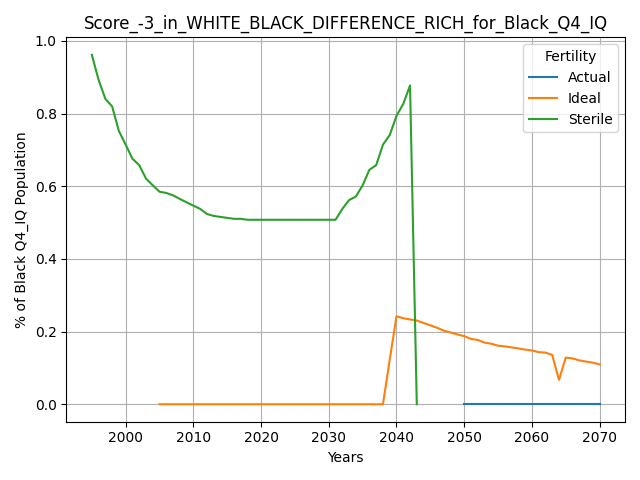 Score_-3_in_WHITE_BLACK_DIFFERENCE_RICH_for_Black_Q4_IQ
1.0
0.8
0.6
0.4
0.2
0.0
% of Black Q4_IQ Population
Fertility
Actual
Ideal
Sterile
2000 2010 2020 2030 2040 2050 2060 2070
Years